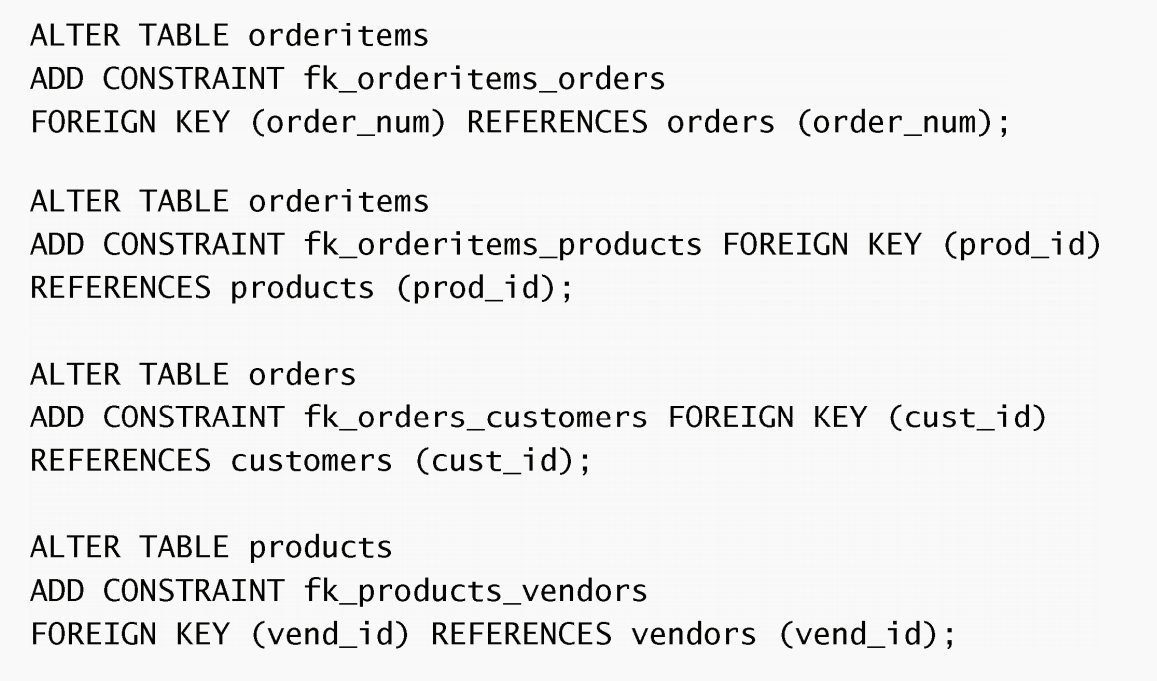 ALTER TABLE orderitems
ADD CONSTRAINT fk_orderitems_orders
FOREIGN KEY (order_num) REFERENCES orders (order_num);
ALTER TABLE orderitems
ADD CONSTRAINT fk_orderitems_products FOREIGN KEY (prod_id)
REFERENCES products (prod_id);
ALTER TABLE orders
ADD CONSTRAINT fk_orders_customers FOREIGN KEY (cust_id)
REFERENCES customers (cust_id);
ALTER TABLE products
ADD CONSTRAINT fk_products_vendors
FOREIGN KEY (vend_id) REFERENCES vendors (vend_id);